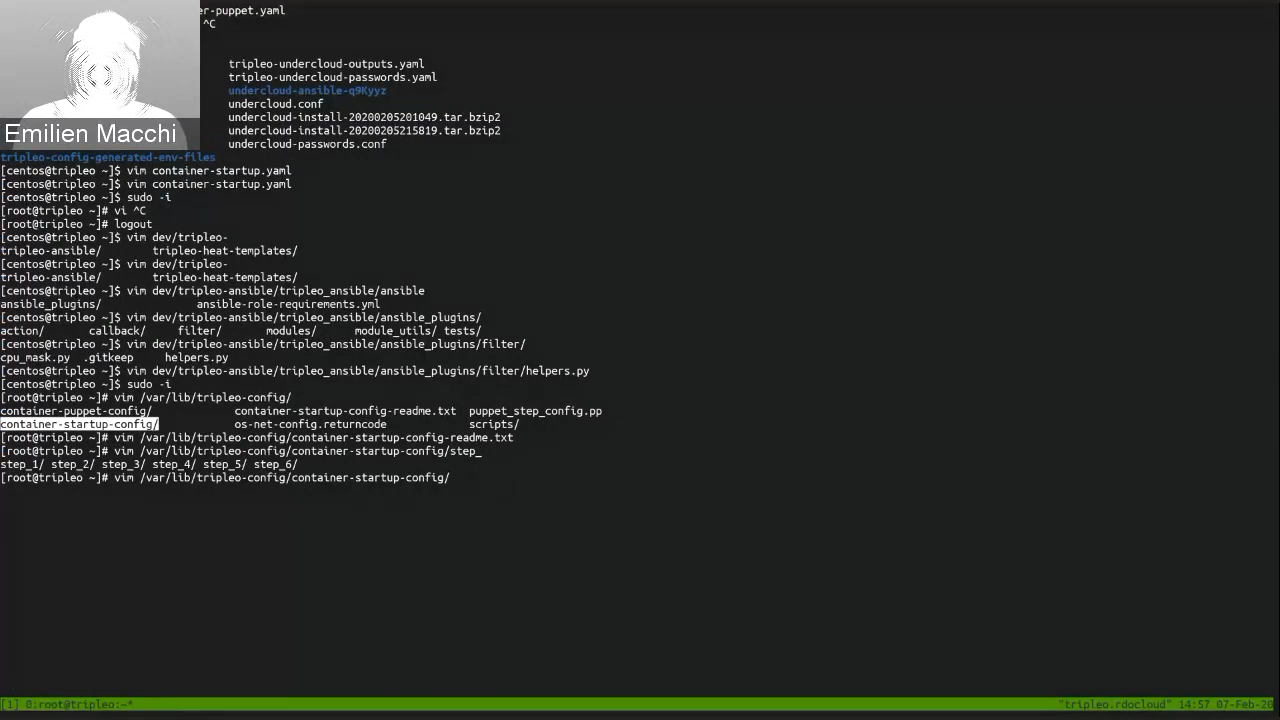 er-puppet.yaml
^C
tripleo-undercloud-outputs.yaml
tripleo-undercloud-passwords.yaml
undercloud-ansible-q9Kyyz
undercloud.conf
undercloud-install-20200205201049.tar.bzip2
undercloud-install-20200205215819.tar.bzip2
Emilien Macchi
undercloud-passwords.conf
tripleo-config-generated-env-files
[centos@tripleo ~]$ vim container-startup.yaml
[centos@tripleo ~]$ vim container-startup.yaml
[centos@tripleo ~]$ sudo -i
[root@tripleo ~]# vi ^C
[root@tripleo ~]# logout
[centos@tripleo ~]$ vim dev/tripleo-
tripleo-ansible/ tripleo-heat-templates/
[centos@tripleo ~]$ vim dev/tripleo-
tripleo-ansible/ tripleo-heat-templates/
[centos@tripleo ~]$ vim dev/tripleo-ansible/tripleo_ansible/ansible
ansible_plugins/ ansible-role-requirements.yml
[centos@tripleo ~]$ vim dev/tripleo-ansible/tripleo_ansible/ansible_plugins/
action/ callback/ filter/ modules/ module_utils/ tests/
[centos@tripleo ~]$ vim dev/tripleo-ansible/tripleo_ansible/ansible_plugins/filter/
cpu_mask.py .gitkeep helpers.py
[centos@tripleo ~]$ vim dev/tripleo-ansible/tripleo_ansible/ansible_plugins/filter/helpers.py
[centos@tripleo ~]$ sudo -i
[root@tripleo ~]# vim /var/lib/tripleo-config/
container-puppet-config/ container-startup-config-readme.txt puppet_step_config.pp
container-startup-config/ os-net-config.returncode scripts/
[root@tripleo ~]# vim /var/lib/tripleo-config/container-startup-config-readme.txt
[root@tripleo ~]# vim /var/lib/tripleo-config/container-startup-config/step_
step_1/ step_2/ step_3/ step_4/ step_5/ step_6/
[root@tripleo ~]# vim /var/lib/tripleo-config/container-startup-config/
[1] 0:root@tripleo:~* "tripleo.rdocloud" 14:57 07-Feb-20